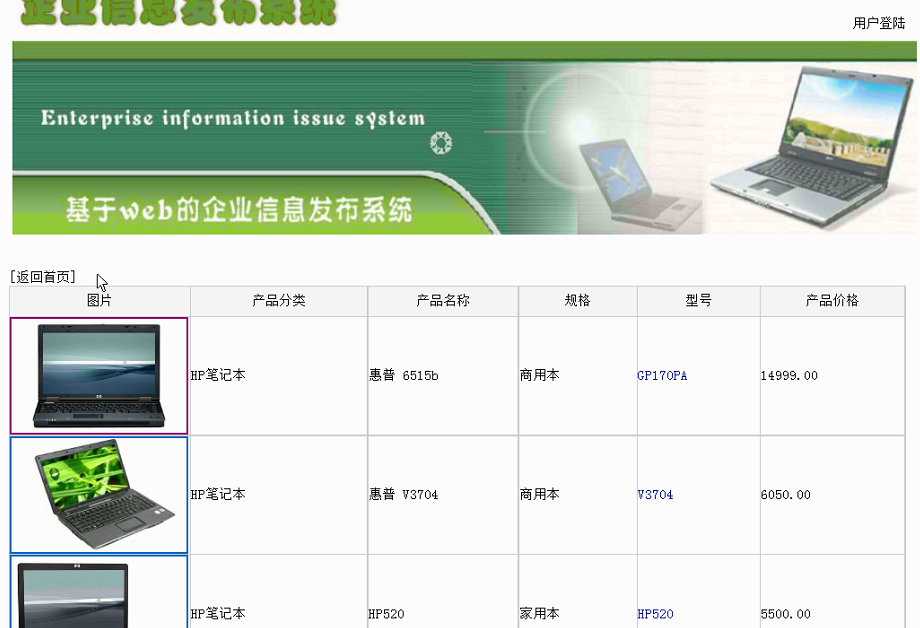 企业信息发布系统
用户登陆
Enterprise information issue system
基于web的企业信息发布系统
[返回首页]
图片 产品分类 产品名称 规格 型号 产品价格
HP笔记本 惠普 6515b 商用本 GP170PA 14999.00
HP笔记本 惠普 V3704 商用本 V3704 6050.00
HP笔记本 HP520 家用本 HP520 5500.00